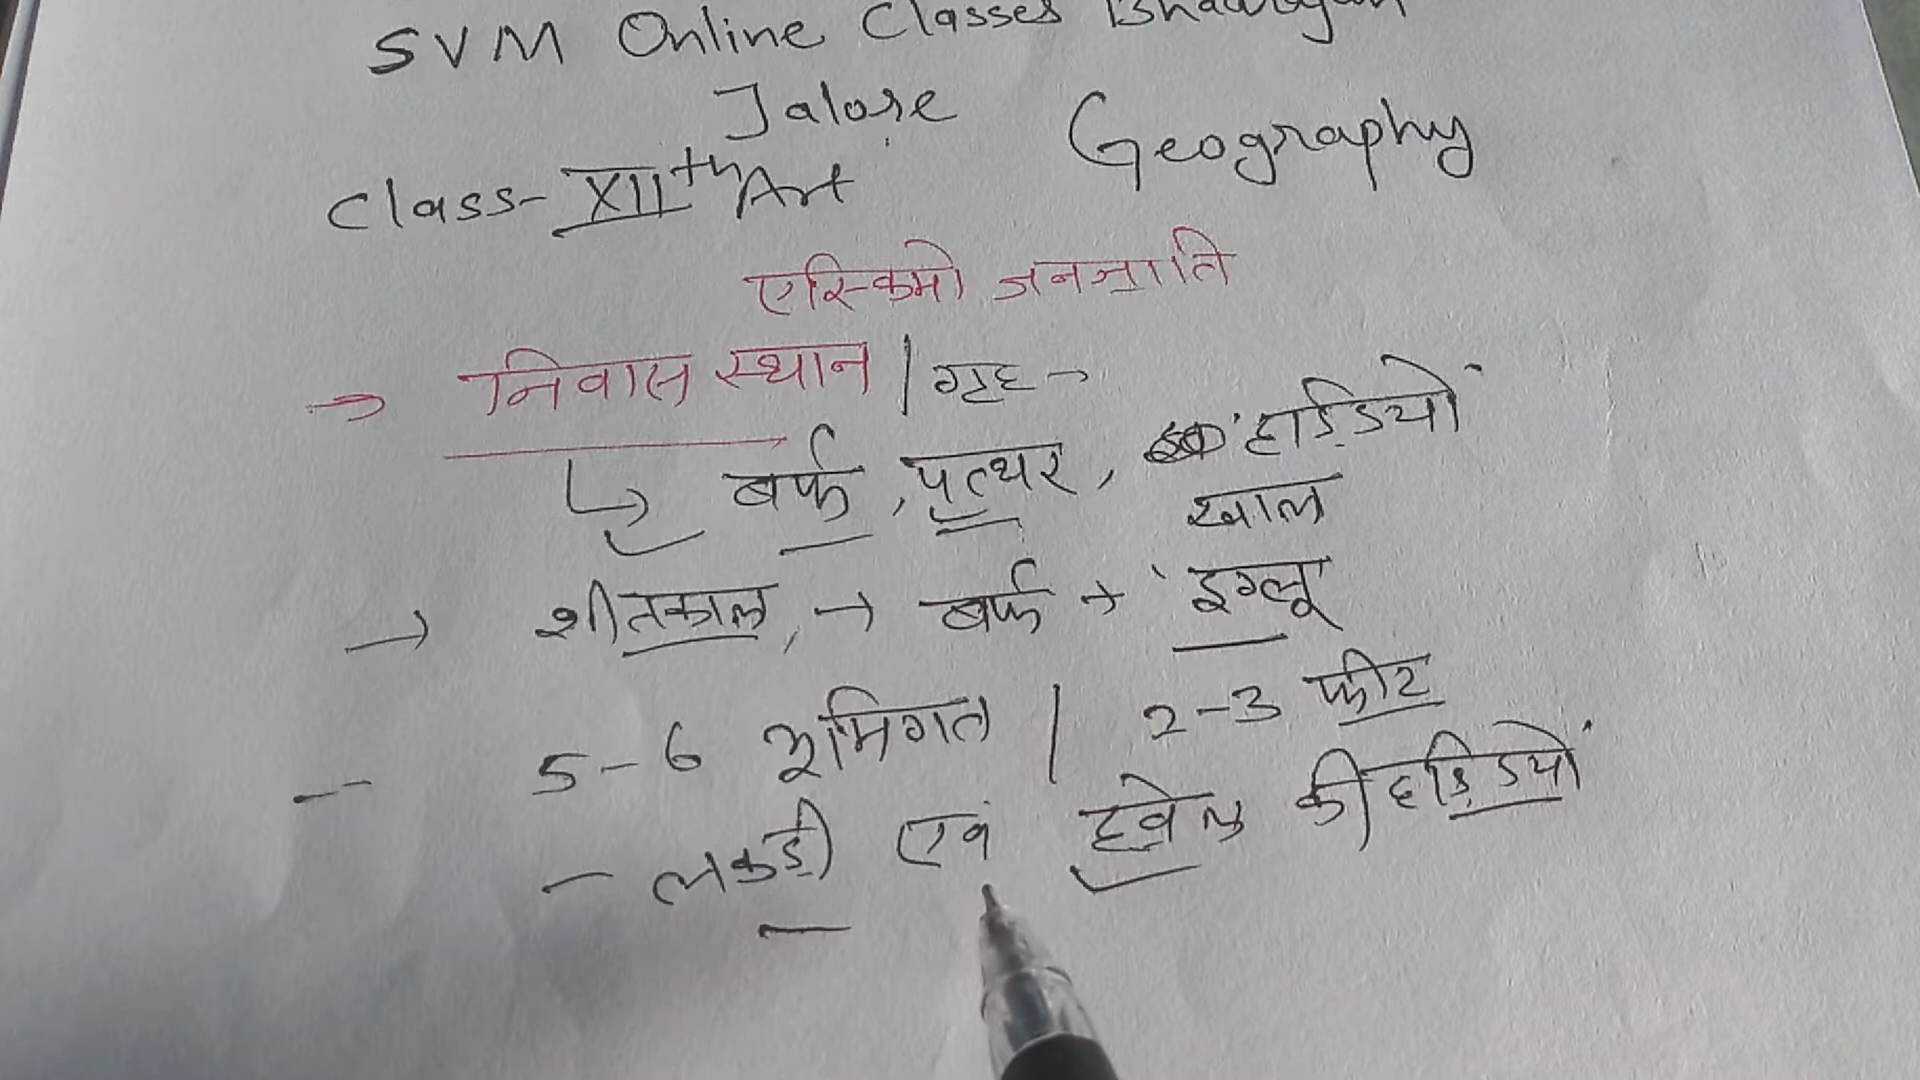 SVM Online Classes
Jalore Geography
Class- XIIth Art
एस्किमो जनजाति
→ निवास स्थान / गृह →
↳ बर्फ, पत्थर, हड्डियों
खाल
→ शीतकाल, → बर्फ → 'इग्लू'
-- 5-6 भूमिगत / 2-3 फीट
- लकड़ी एवं ह्वेल की हड्डियों